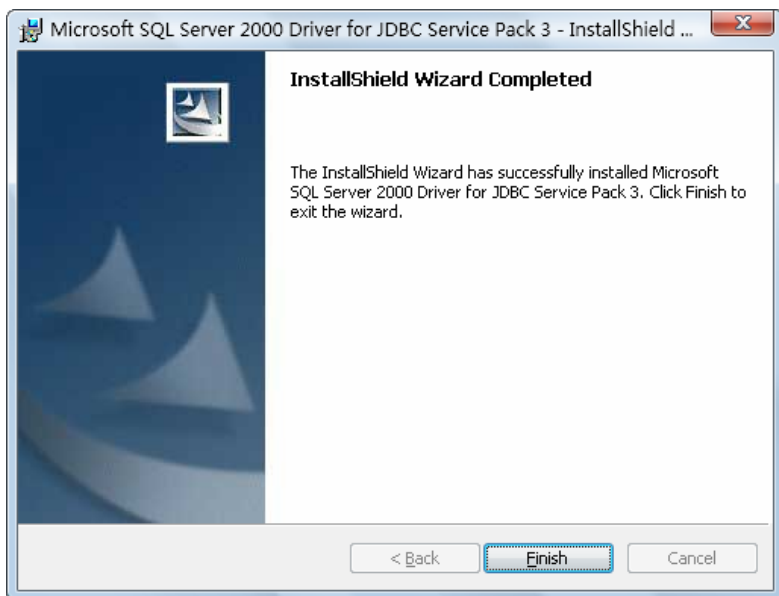 Microsoft SQL Server 2000 Driver for JDBC Service Pack 3 - InstallShield ...
InstallShield Wizard Completed
The InstallShield Wizard has successfully installed Microsoft
SQL Server 2000 Driver for JDBC Service Pack 3. Click Finish to
exit the wizard.
< Back Finish Cancel